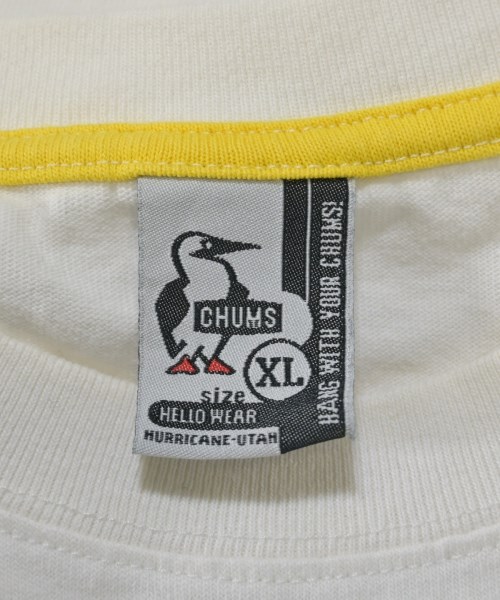 CHUMS
XL
size
HELLO WEAR
HURRICANE-UTAH
HANG WITH YOUR CHUMS!